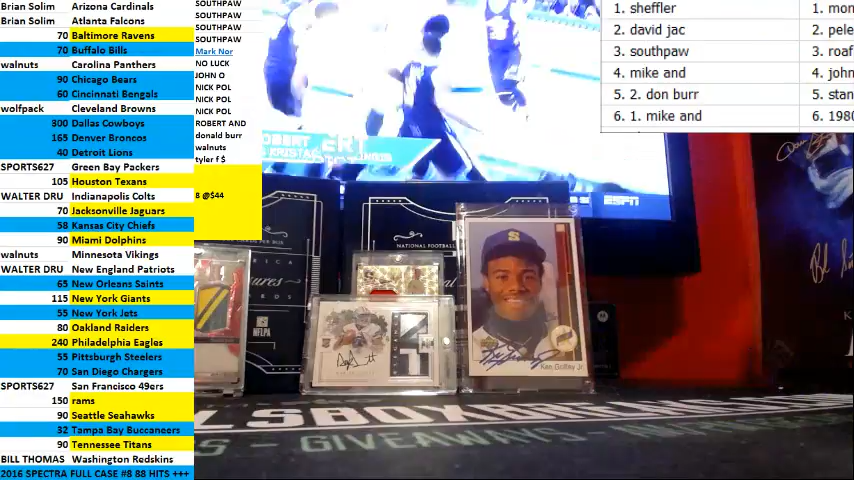 Brian Solim Arizona Cardinals
Brian Solim Atlanta Falcons
70 Baltimore Ravens
70 Buffalo Bills
walnuts Carolina Panthers
90 Chicago Bears
60 Cincinnati Bengals
wolfpack Cleveland Browns
300 Dallas Cowboys
165 Denver Broncos
40 Detroit Lions
SPORTS627 Green Bay Packers
105 Houston Texans
WALTER DRU Indianapolis Colts
70 Jacksonville Jaguars
58 Kansas City Chiefs
90 Miami Dolphins
walnuts Minnesota Vikings
WALTER DRU New England Patriots
65 New Orleans Saints
115 New York Giants
55 New York Jets
80 Oakland Raiders
240 Philadelphia Eagles
55 Pittsburgh Steelers
70 San Diego Chargers
SPORTS627 San Francisco 49ers
150 rams
90 Seattle Seahawks
32 Tampa Bay Buccaneers
90 Tennessee Titans
BILL THOMAS Washington Redskins
2016 SPECTRA FULL CASE #8 88 HITS +++
SOUTHPAW
SOUTHPAW
SOUTHPAW
SOUTHPAW
Mark Nor
NO LUCK
JOHN O
NICK POL
NICK POL
NICK POL
ROBERT AND
donald burr
walnuts
tyler f $
8 @$44
1. sheffler
2. david jac
3. southpaw
4. mike and
5. 2. don burr
6. 1. mike and
1. mon
2. pele
3. roaf
4. john
5. stan
6. 1980
ESPN
NATIONAL FOOTBALL
NFLPA
S
Ken Griffey Jr.
LSBOXBREAKS.COM
GIVEAWAY